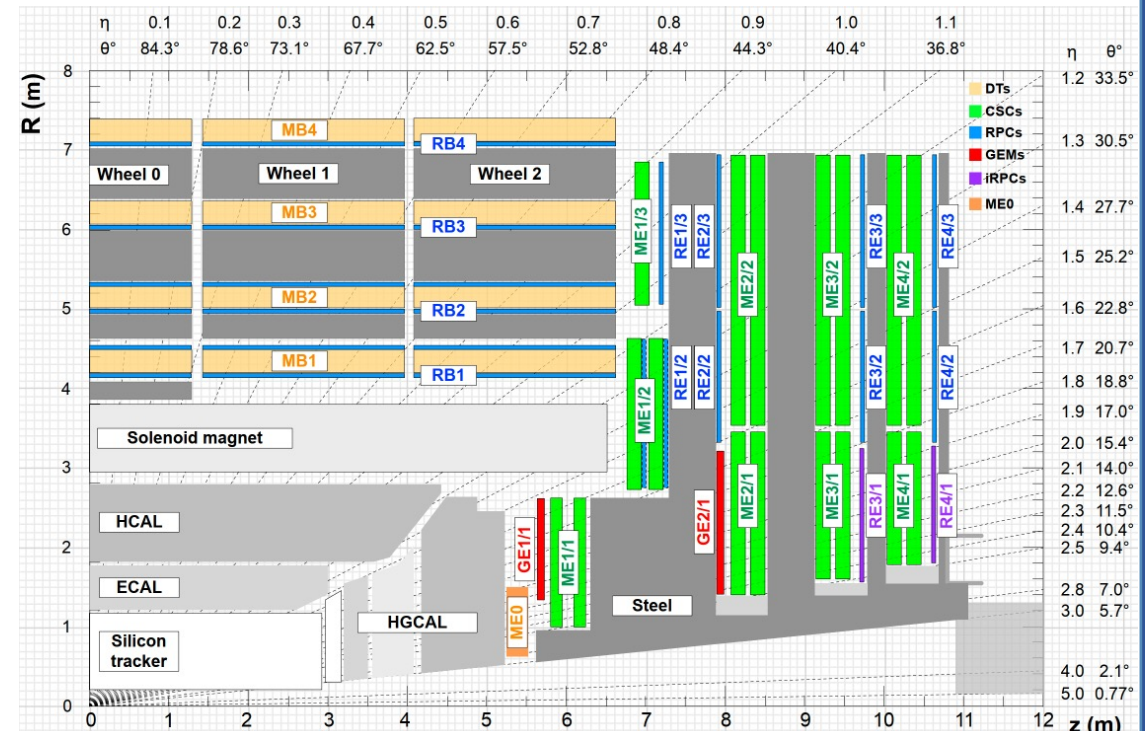 η 0.1 0.2 0.3 0.4 0.5 0.6 0.7 0.8 0.9 1.0 1.1
θ° 84.3° 78.6° 73.1° 67.7° 62.5° 57.5° 52.8° 48.4° 44.3° 40.4° 36.8° η θ°
R (m)
8
7
6
5
4
3
2
1
0
MB4
RB4
Wheel 0
Wheel 1
Wheel 2
MB3
RB3
MB2
RB2
MB1
RB1
Solenoid magnet
HCAL
ECAL
HGCAL
Silicon
tracker
Steel
ME0
GE1/1
ME1/1
ME1/2
ME1/3
RE1/3
RE2/3
RE1/2
RE2/2
GE2/1
ME2/2
ME2/1
ME3/2
ME3/1
RE3/3
RE3/2
RE3/1
ME4/2
ME4/1
RE4/3
RE4/2
RE4/1
DTs
CSCs
RPCs
GEMs
iRPCs
ME0
1.2 33.5°
1.3 30.5°
1.4 27.7°
1.5 25.2°
1.6 22.8°
1.7 20.7°
1.8 18.8°
1.9 17.0°
2.0 15.4°
2.1 14.0°
2.2 12.6°
2.3 11.5°
2.4 10.4°
2.5 9.4°
2.8 7.0°
3.0 5.7°
4.0 2.1°
5.0 0.77°
0 1 2 3 4 5 6 7 8 9 10 11 12
z (m)